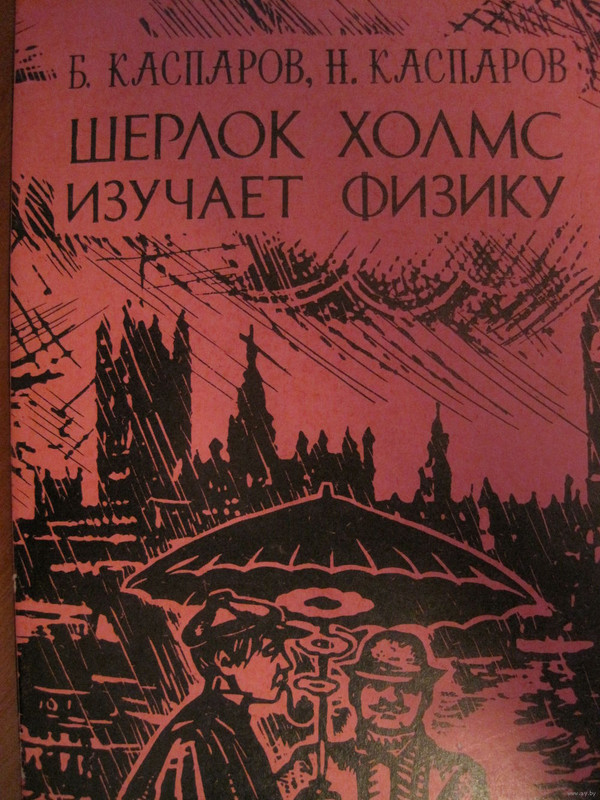 Б. КАСПАРОВ, Н. КАСПАРОВ
ШЕРЛОК ХОЛМС
ИЗУЧАЕТ ФИЗИКУ